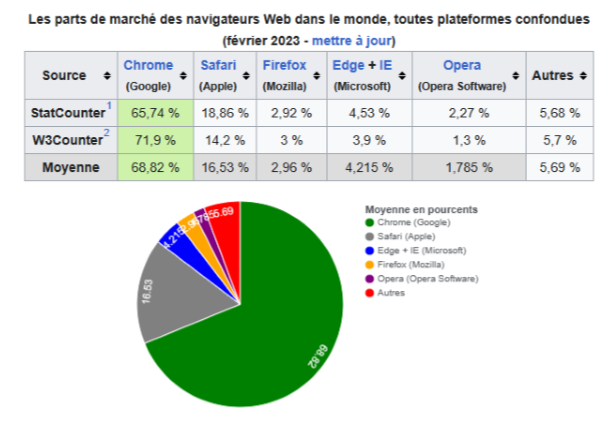 Les parts de marché des navigateurs Web dans le monde, toutes plateformes confondues
(février 2023 - mettre à jour)
Source Chrome (Google) Safari (Apple) Firefox (Mozilla) Edge + IE (Microsoft) Opera (Opera Software) Autres
StatCounter1 65,74 % 18,86 % 2,92 % 4,53 % 2,27 % 5,68 %
W3Counter2 71,9 % 14,2 % 3 % 3,9 % 1,3 % 5,7 %
Moyenne 68,82 % 16,53 % 2,96 % 4,215 % 1,785 % 5,69 %
Moyenne en pourcents
Chrome (Google)
Safari (Apple)
Edge + IE (Microsoft)
Firefox (Mozilla)
Opera (Opera Software)
Autres
5.69
16.53
68.82